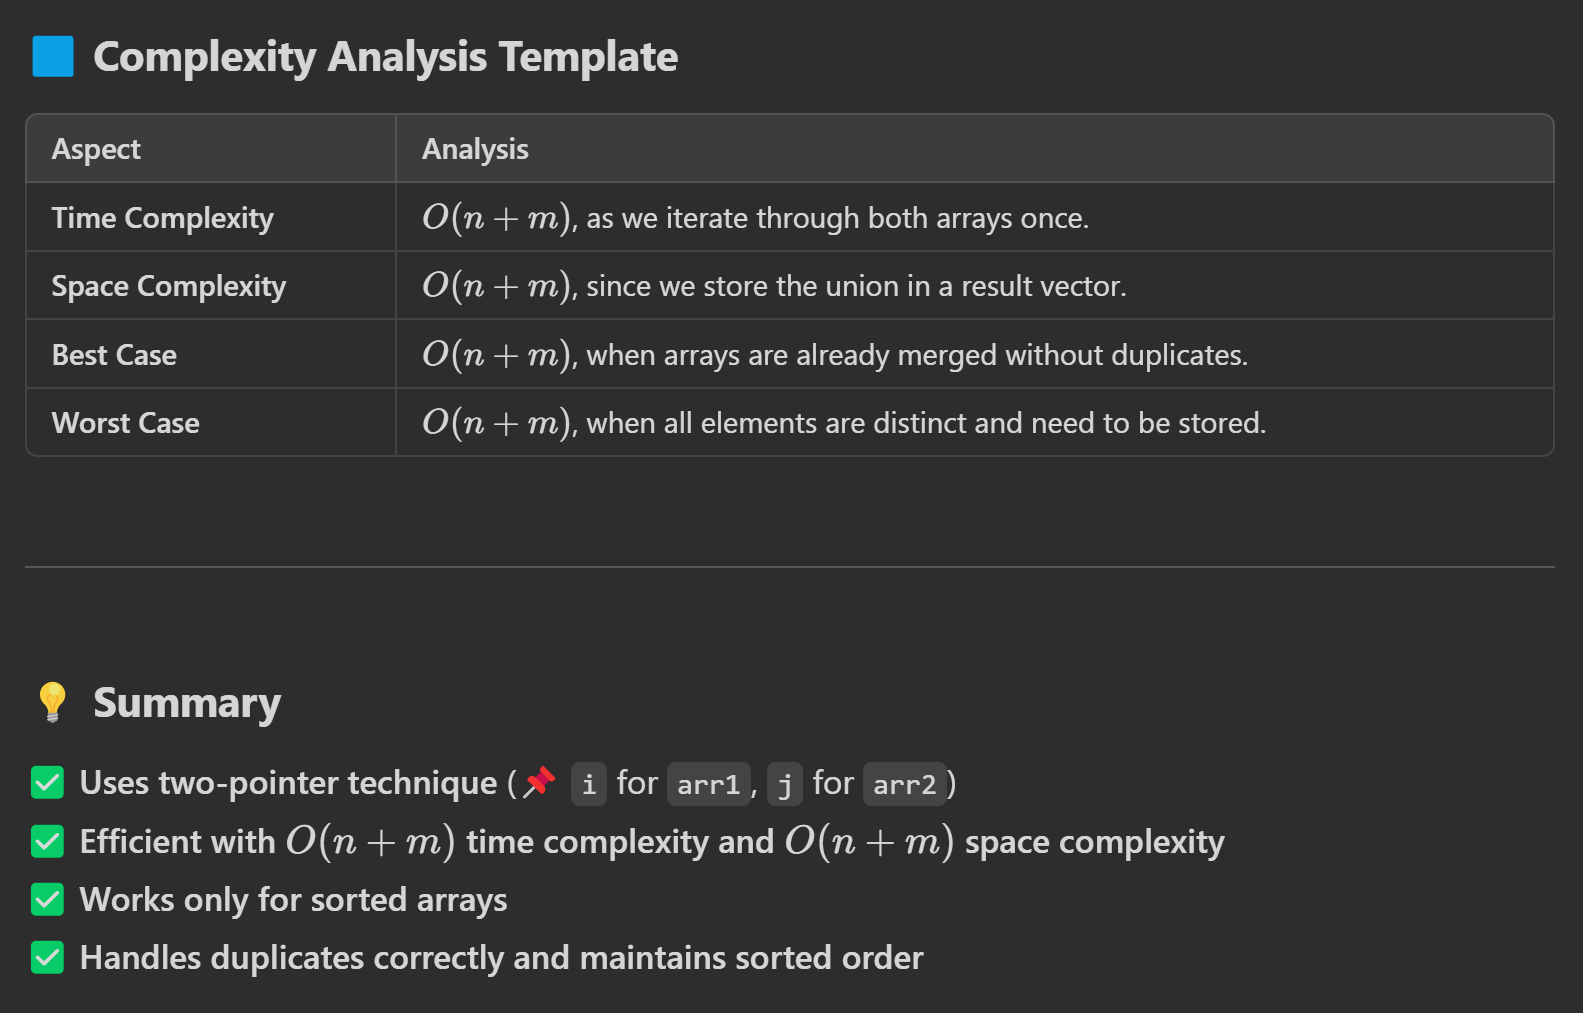 Complexity Analysis Template
Aspect Analysis
Time Complexity O(n + m), as we iterate through both arrays once.
Space Complexity O(n + m), since we store the union in a result vector.
Best Case O(n + m), when arrays are already merged without duplicates.
Worst Case O(n + m), when all elements are distinct and need to be stored.
Summary
Uses two-pointer technique (📌 i for arr1, j for arr2)
Efficient with O(n + m) time complexity and O(n + m) space complexity
Works only for sorted arrays
Handles duplicates correctly and maintains sorted order